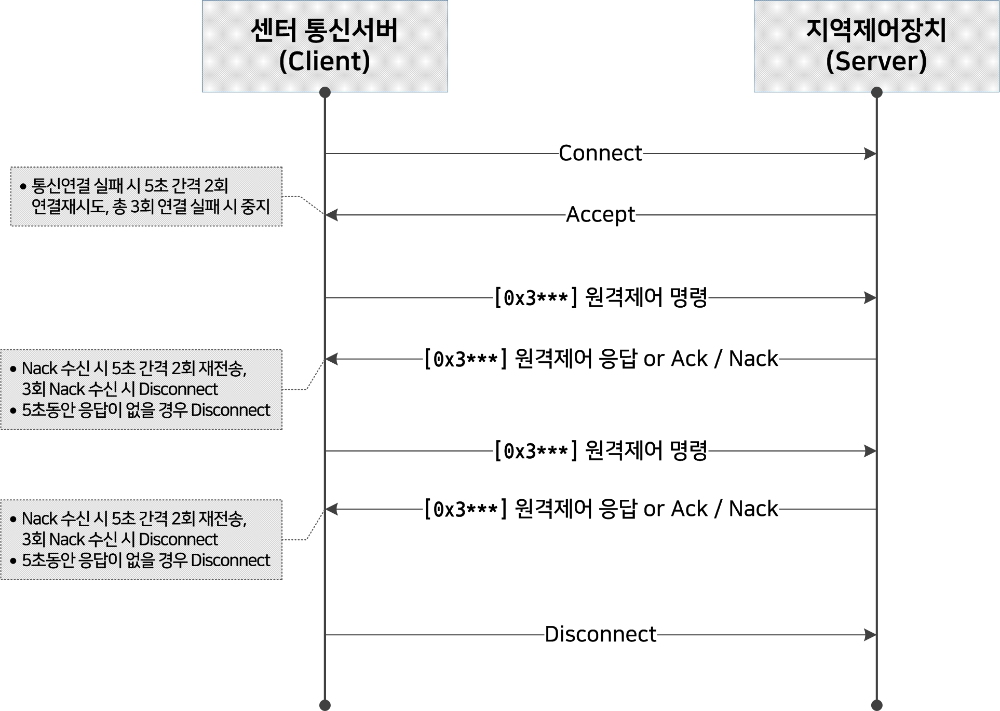 센터 통신서버
(Client)
지역제어장치
(Server)
Connect
• 통신연결 실패 시 5초 간격 2회
연결재시도, 총 3회 연결 실패 시 중지
Accept
[0x3***] 원격제어 명령
[0x3***] 원격제어 응답 or Ack / Nack
• Nack 수신 시 5초 간격 2회 재전송,
3회 Nack 수신 시 Disconnect
• 5초동안 응답이 없을 경우 Disconnect
[0x3***] 원격제어 명령
[0x3***] 원격제어 응답 or Ack / Nack
• Nack 수신 시 5초 간격 2회 재전송,
3회 Nack 수신 시 Disconnect
• 5초동안 응답이 없을 경우 Disconnect
Disconnect